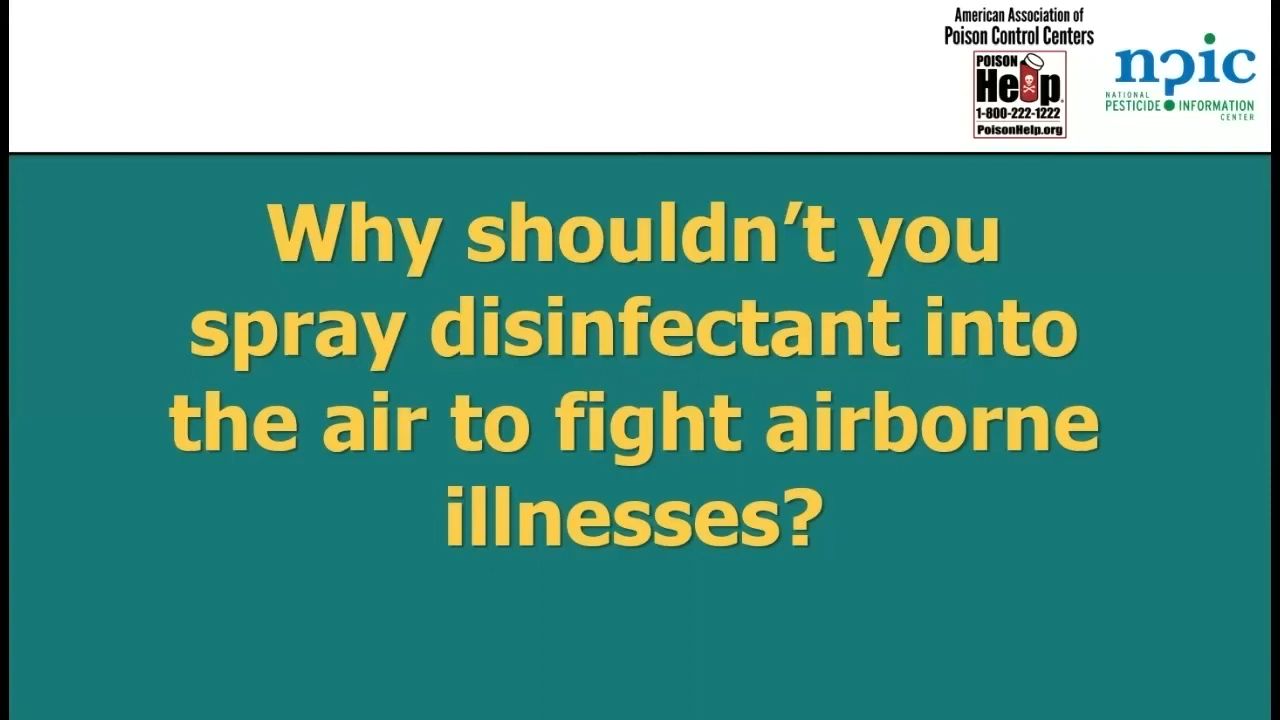 American Association of
Poison Control Centers
POISON
Help
1-800-222-1222
PoisonHelp.org
npic
NATIONAL
PESTICIDE INFORMATION
CENTER
Why shouldn’t you
spray disinfectant into
the air to fight airborne
illnesses?